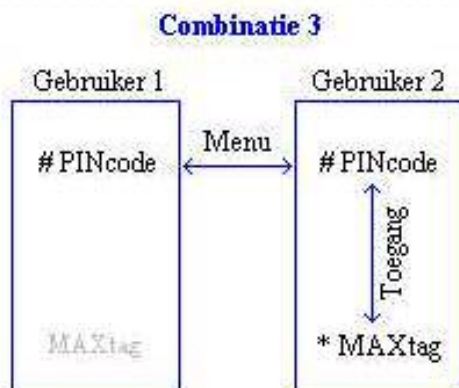 Combinatie 3
Gebruiker 1 Gebruiker 2
Menu
# PINcode # PINcode
Toegang
MAXtag * MAXtag